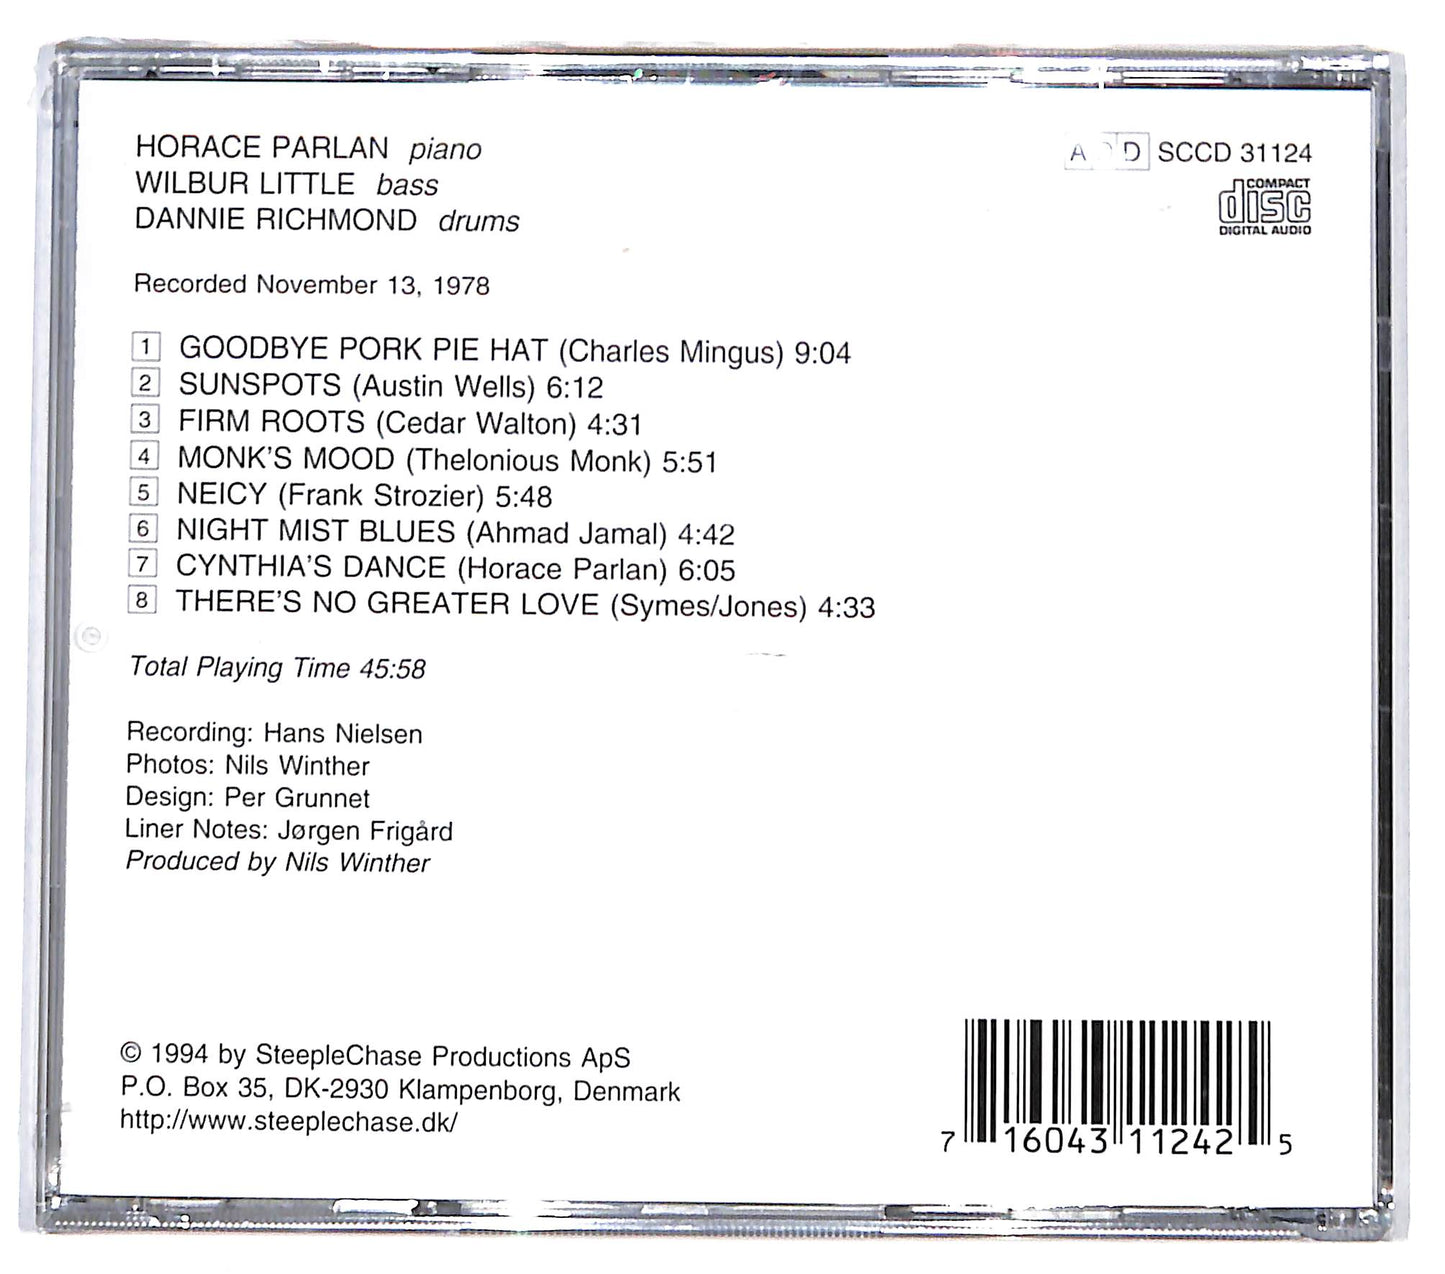 HORACE PARLAN piano
WILBUR LITTLE bass
DANNIE RICHMOND drums
A D D SCCD 31124
COMPACT
disc
DIGITAL AUDIO
Recorded November 13, 1978
1 GOODBYE PORK PIE HAT (Charles Mingus) 9:04
2 SUNSPOTS (Austin Wells) 6:12
3 FIRM ROOTS (Cedar Walton) 4:31
4 MONK'S MOOD (Thelonious Monk) 5:51
5 NEICY (Frank Strozier) 5:48
6 NIGHT MIST BLUES (Ahmad Jamal) 4:42
7 CYNTHIA'S DANCE (Horace Parlan) 6:05
8 THERE'S NO GREATER LOVE (Symes/Jones) 4:33
Total Playing Time 45:58
Recording: Hans Nielsen
Photos: Nils Winther
Design: Per Grunnet
Liner Notes: Jørgen Frigård
Produced by Nils Winther
© 1994 by SteepleChase Productions ApS
P.O. Box 35, DK-2930 Klampenborg, Denmark
http://www.steeplechase.dk/
7 16043 11242 5